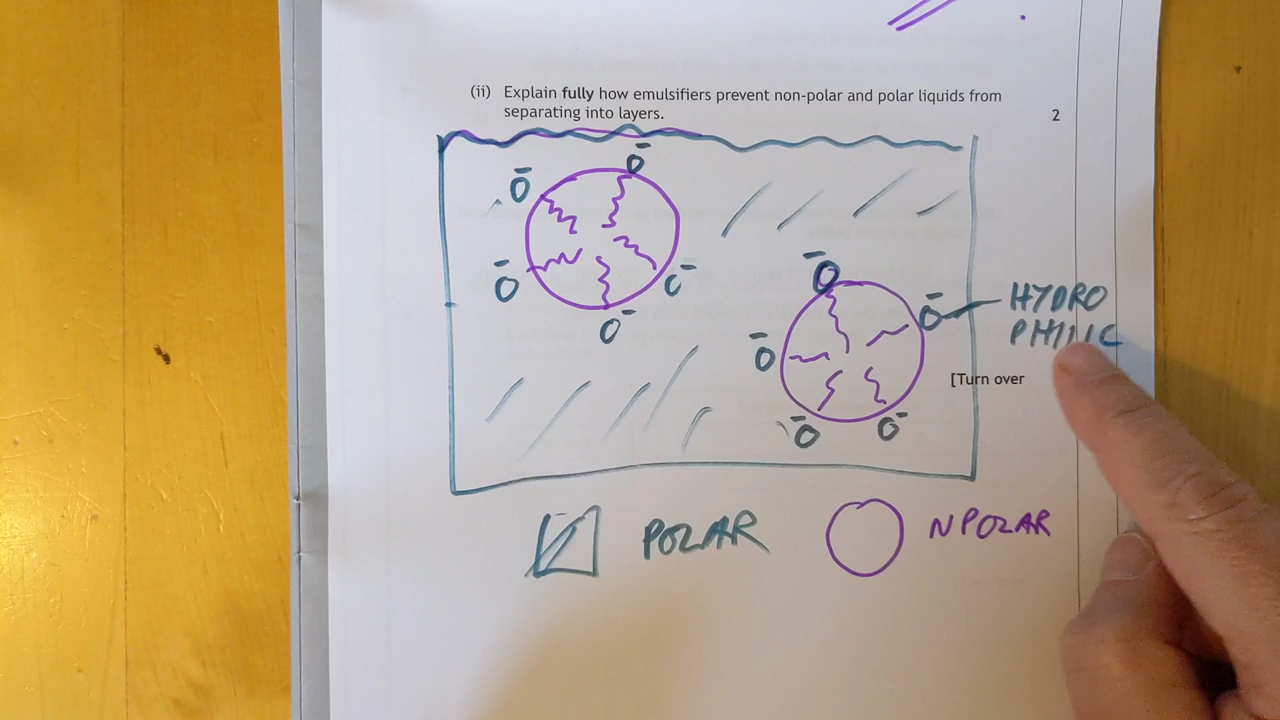 (ii) Explain fully how emulsifiers prevent non-polar and polar liquids from
separating into layers.
2
O-
O-
O-
O-
O-
O-
O-
O-
O-
O-
HYDRO
PHILIC
[Turn over
POLAR
NPOLAR